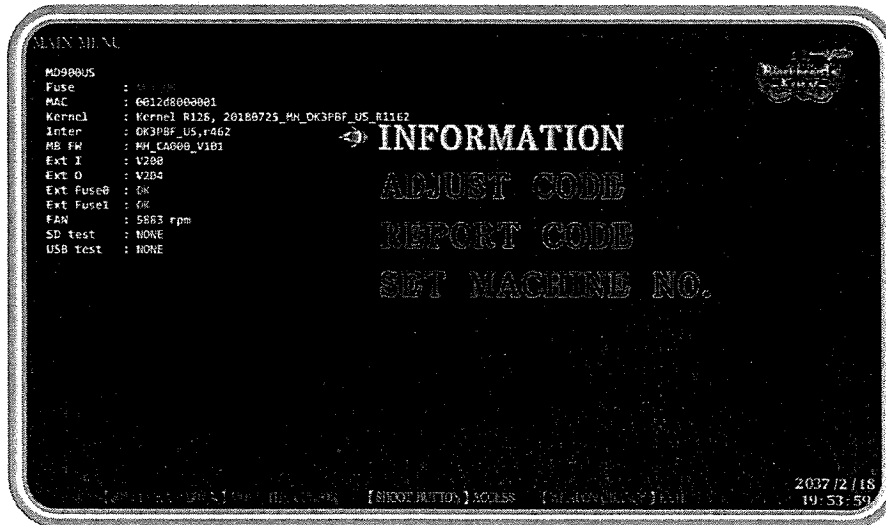 MAIN MENU
MD900US
Fuse :
MAC : 0012d8000001
Kernel : Kernel R128, 20180725_MH_OK3PBF_US_R1162
Inter : OK3PBF_US,r462
MB FW : MH_CA000_V101
Ext I : V200
Ext O : V204
Ext Fuse0 : OK
Ext Fuse1 : OK
FAN : 5883 rpm
SD test : NONE
USB test : NONE
INFORMATION
ADJUST CODE
REPORT CODE
SET MACHINE NO.
[SHOOT BUTTON] ACCESS
2037/2/18
19:53:59